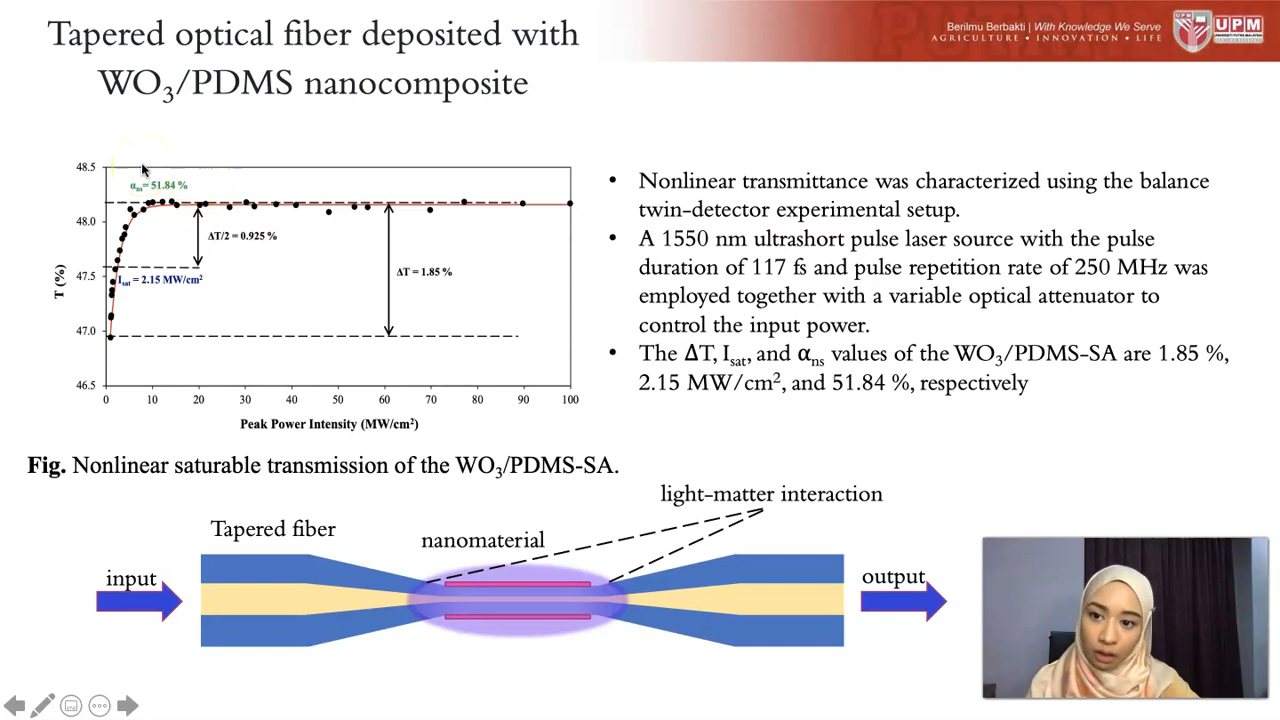 Tapered optical fiber deposited with
WO₃/PDMS nanocomposite
Berilmu Berbakti | With Knowledge We Serve
AGRICULTURE • INNOVATION • LIFE
UPM
UPM
48.5
48.0
47.5
47.0
46.5
T (%)
αns= 51.84 %
ΔT/2 = 0.925 %
Isat = 2.15 MW/cm²
ΔT = 1.85 %
0 10 20 30 40 50 60 70 80 90 100
Peak Power Intensity (MW/cm²)
Fig. Nonlinear saturable transmission of the WO₃/PDMS-SA.
• Nonlinear transmittance was characterized using the balance
twin-detector experimental setup.
• A 1550 nm ultrashort pulse laser source with the pulse
duration of 117 fs and pulse repetition rate of 250 MHz was
employed together with a variable optical attenuator to
control the input power.
• The ΔT, Isat, and αns values of the WO₃/PDMS-SA are 1.85 %,
2.15 MW/cm², and 51.84 %, respectively
light-matter interaction
Tapered fiber
nanomaterial
input
output